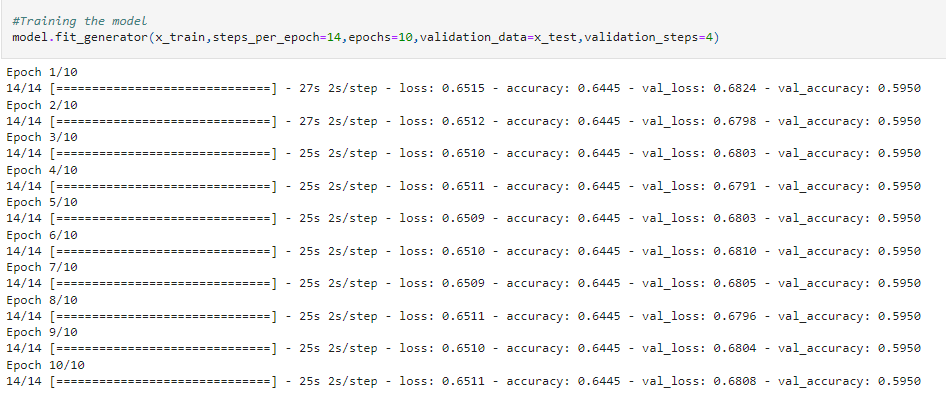 #Training the model
model.fit_generator(x_train,steps_per_epoch=14,epochs=10,validation_data=x_test,validation_steps=4)
Epoch 1/10
14/14 [==============================] - 27s 2s/step - loss: 0.6515 - accuracy: 0.6445 - val_loss: 0.6824 - val_accuracy: 0.5950
Epoch 2/10
14/14 [==============================] - 27s 2s/step - loss: 0.6512 - accuracy: 0.6445 - val_loss: 0.6798 - val_accuracy: 0.5950
Epoch 3/10
14/14 [==============================] - 25s 2s/step - loss: 0.6510 - accuracy: 0.6445 - val_loss: 0.6803 - val_accuracy: 0.5950
Epoch 4/10
14/14 [==============================] - 25s 2s/step - loss: 0.6511 - accuracy: 0.6445 - val_loss: 0.6791 - val_accuracy: 0.5950
Epoch 5/10
14/14 [==============================] - 25s 2s/step - loss: 0.6509 - accuracy: 0.6445 - val_loss: 0.6803 - val_accuracy: 0.5950
Epoch 6/10
14/14 [==============================] - 25s 2s/step - loss: 0.6510 - accuracy: 0.6445 - val_loss: 0.6810 - val_accuracy: 0.5950
Epoch 7/10
14/14 [==============================] - 25s 2s/step - loss: 0.6509 - accuracy: 0.6445 - val_loss: 0.6805 - val_accuracy: 0.5950
Epoch 8/10
14/14 [==============================] - 25s 2s/step - loss: 0.6511 - accuracy: 0.6445 - val_loss: 0.6796 - val_accuracy: 0.5950
Epoch 9/10
14/14 [==============================] - 25s 2s/step - loss: 0.6510 - accuracy: 0.6445 - val_loss: 0.6804 - val_accuracy: 0.5950
Epoch 10/10
14/14 [==============================] - 25s 2s/step - loss: 0.6511 - accuracy: 0.6445 - val_loss: 0.6808 - val_accuracy: 0.5950